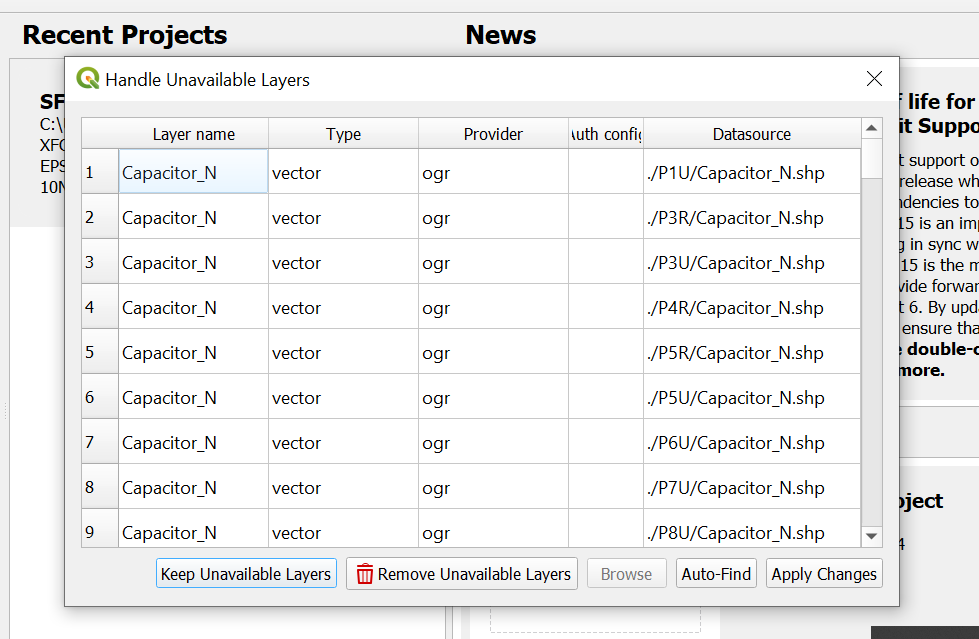 Recent Projects
News
Handle Unavailable Layers
Layer name Type Provider Auth config Datasource
1 Capacitor_N vector ogr ./P1U/Capacitor_N.shp
2 Capacitor_N vector ogr ./P3R/Capacitor_N.shp
3 Capacitor_N vector ogr ./P3U/Capacitor_N.shp
4 Capacitor_N vector ogr ./P4R/Capacitor_N.shp
5 Capacitor_N vector ogr ./P5R/Capacitor_N.shp
6 Capacitor_N vector ogr ./P5U/Capacitor_N.shp
7 Capacitor_N vector ogr ./P6U/Capacitor_N.shp
8 Capacitor_N vector ogr ./P7U/Capacitor_N.shp
9 Capacitor_N vector ogr ./P8U/Capacitor_N.shp
Keep Unavailable Layers Remove Unavailable Layers Browse Auto-Find Apply Changes
SF
C:\
XFC
EPS
10N
life for
it Suppo
t support o
release wh
ndencies to
15 is an imp
g in sync w
15 is the m
vide forwar
t 6. By upda
ensure tha
e double-c
more.
oject
4